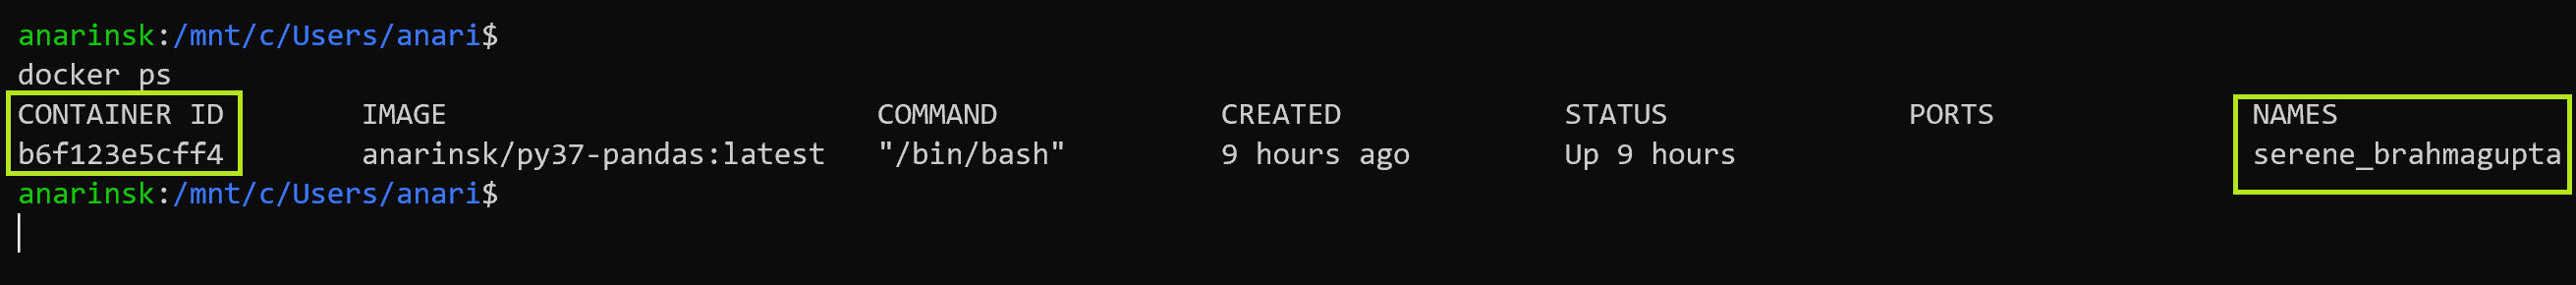 anarinsk:/mnt/c/Users/anari$
docker ps
CONTAINER ID        IMAGE                         COMMAND             CREATED             STATUS              PORTS               NAMES
b6f123e5cff4        anarinsk/py37-pandas:latest   "/bin/bash"         9 hours ago         Up 9 hours                              serene_brahmagupta
anarinsk:/mnt/c/Users/anari$